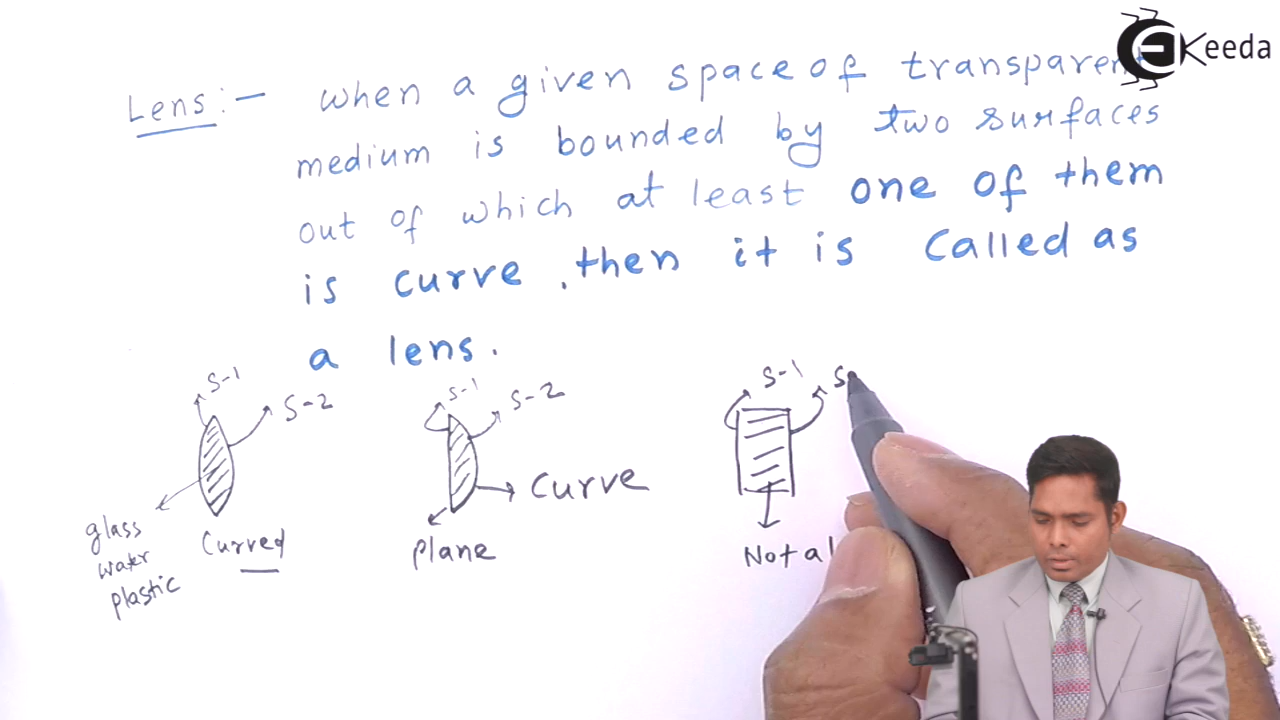 EKeeda
Lens:- when a given space of transparent
medium is bounded by two surfaces
out of which at least one of them
is curve, then it is called as
a lens.
S-1
S-2
S-1
S-2
S-1
S
glass
water
plastic
Curved
Curve
Plane
Not a